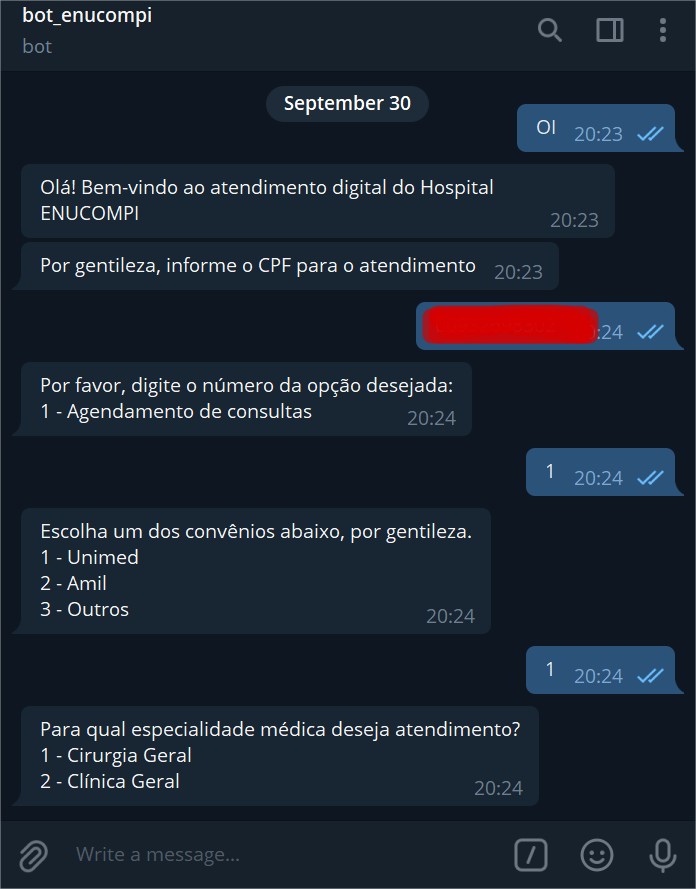 bot_enucompi
bot
September 30
OI 20:23
Olá! Bem-vindo ao atendimento digital do Hospital
ENUCOMPI 20:23
Por gentileza, informe o CPF para o atendimento 20:23
:24
Por favor, digite o número da opção desejada:
1 - Agendamento de consultas 20:24
1 20:24
Escolha um dos convênios abaixo, por gentileza.
1 - Unimed
2 - Amil
3 - Outros 20:24
1 20:24
Para qual especialidade médica deseja atendimento?
1 - Cirurgia Geral
2 - Clínica Geral 20:24
Write a message...